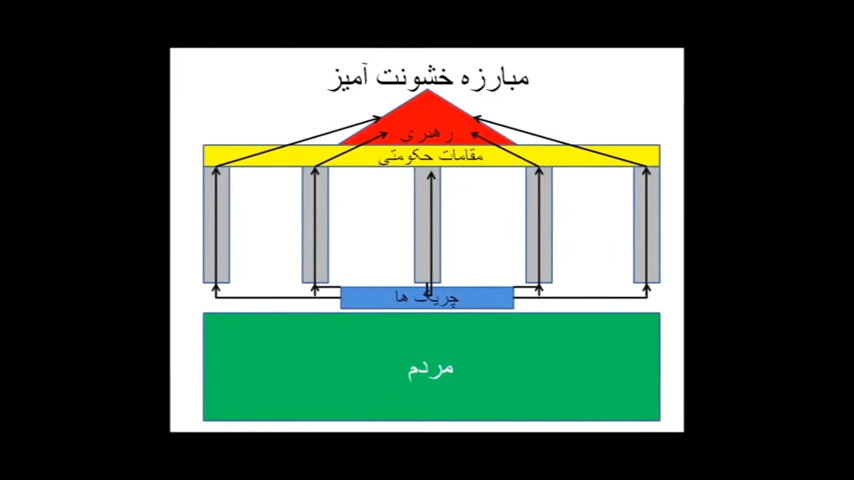 مبارزه خشونت آمیز
رهبری
مقامات حکومتی
چریک ها
مردم